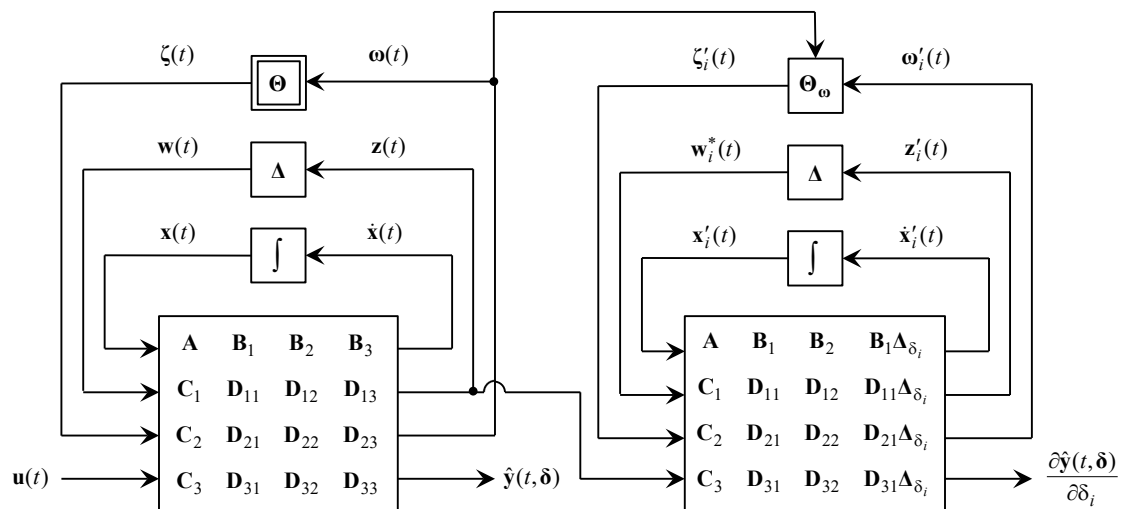 ζ(t) ω(t) ζ′ᵢ(t) ω′ᵢ(t)
Θ Θ_ω
w(t) z(t) w*ᵢ(t) z′ᵢ(t)
Δ Δ
x(t) ẋ(t) x′ᵢ(t) ẋ′ᵢ(t)
∫ ∫
A B₁ B₂ B₃ A B₁ B₂ B₁Δ_δᵢ
C₁ D₁₁ D₁₂ D₁₃ C₁ D₁₁ D₁₂ D₁₁Δ_δᵢ
C₂ D₂₁ D₂₂ D₂₃ C₂ D₂₁ D₂₂ D₂₁Δ_δᵢ
u(t) C₃ D₃₁ D₃₂ D₃₃ ŷ(t, δ) C₃ D₃₁ D₃₂ D₃₁Δ_δᵢ ∂ŷ(t, δ)
∂δᵢ